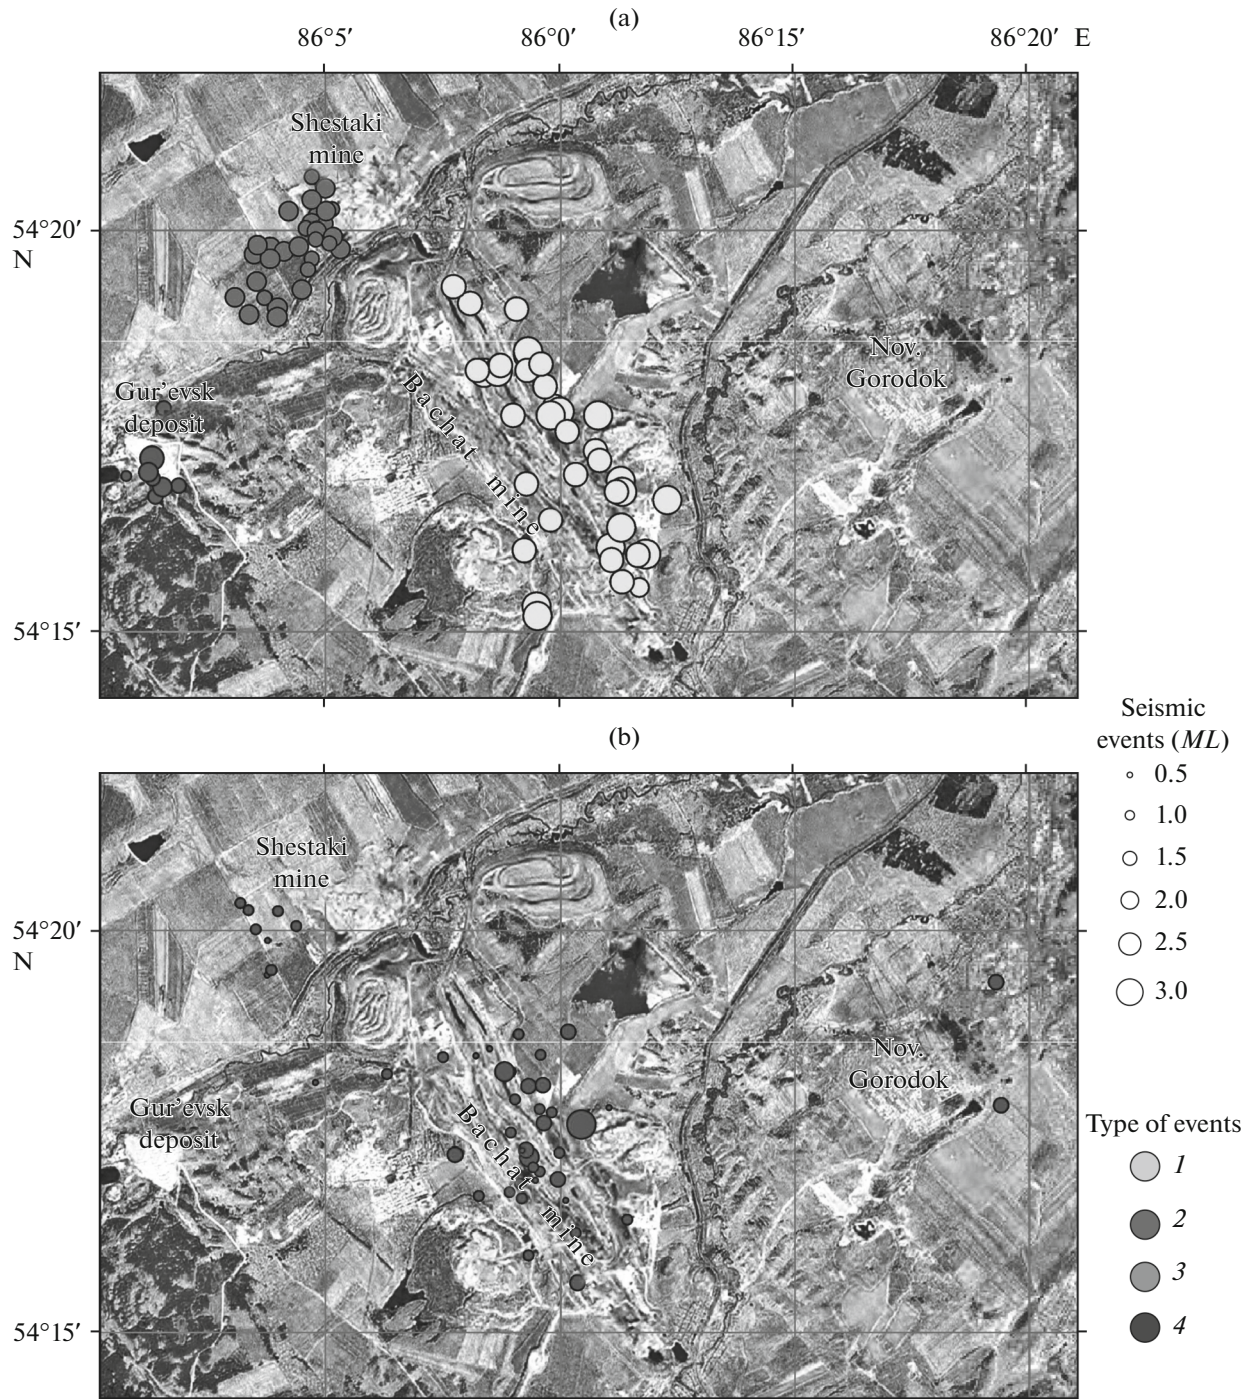 (a)
86°5′ 86°0′ 86°15′ 86°20′ E
Shestaki
mine
54°20′
N
Nov.
Gorodok
Gur'evsk
deposit
Bachat mine
54°15′
(b)
Seismic
events (ML)
0.5
1.0
1.5
2.0
2.5
3.0
Shestaki
mine
54°20′
N
Nov.
Gorodok
Gur'evsk
deposit
Bachat mine
Type of events
1
2
3
4
54°15′